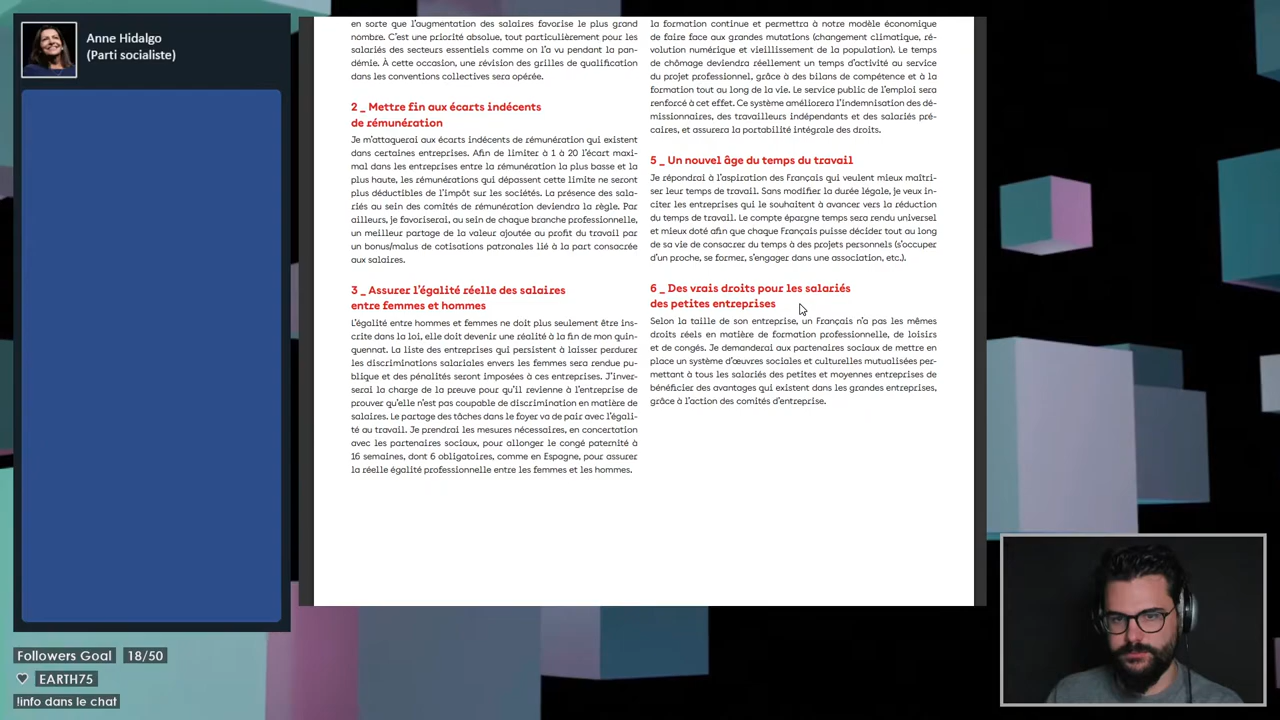 Anne Hidalgo
(Parti socialiste)
en sorte que l'augmentation des salaires favorise le plus grand
nombre. C'est une priorité absolue, tout particulièrement pour les
salariés des secteurs essentiels comme on l'a vu pendant la pan-
démie. À cette occasion, une révision des grilles de qualification
dans les conventions collectives sera opérée.
2 _ Mettre fin aux écarts indécents
de rémunération
Je m'attaquerai aux écarts indécents de rémunération qui existent
dans certaines entreprises. Afin de limiter à 1 à 20 l'écart maxi-
mal dans les entreprises entre la rémunération la plus basse et la
plus haute, les rémunérations qui dépassent cette limite ne seront
plus déductibles de l'impôt sur les sociétés. La présence des sala-
riés au sein des comités de rémunération deviendra la règle. Par
ailleurs, je favoriserai, au sein de chaque branche professionnelle,
un meilleur partage de la valeur ajoutée au profit du travail par
un bonus/malus de cotisations patronales lié à la part consacrée
aux salaires.
3 _ Assurer l'égalité réelle des salaires
entre femmes et hommes
L'égalité entre hommes et femmes ne doit plus seulement être ins-
crite dans la loi, elle doit devenir une réalité à la fin de mon quin-
quennat. La liste des entreprises qui persistent à laisser perdurer
les discriminations salariales envers les femmes sera rendue pu-
blique et des pénalités seront imposées à ces entreprises. J'inver-
serai la charge de la preuve pour qu'il revienne à l'entreprise de
prouver qu'elle n'est pas coupable de discrimination en matière de
salaires. Le partage des tâches dans le foyer va de pair avec l'égali-
té au travail. Je prendrai les mesures nécessaires, en concertation
avec les partenaires sociaux, pour allonger le congé paternité à
16 semaines, dont 6 obligatoires, comme en Espagne, pour assurer
la réelle égalité professionnelle entre les femmes et les hommes.
la formation continue et permettra à notre modèle économique
de faire face aux grandes mutations (changement climatique, ré-
volution numérique et vieillissement de la population). Le temps
de chômage deviendra réellement un temps d'activité au service
du projet professionnel, grâce à des bilans de compétence et à la
formation tout au long de la vie. Le service public de l'emploi sera
renforcé à cet effet. Ce système améliorera l'indemnisation des dé-
missionnaires, des travailleurs indépendants et des salariés pré-
caires, et assurera la portabilité intégrale des droits.
5 _ Un nouvel âge du temps du travail
Je répondrai à l'aspiration des Français qui veulent mieux maîtri-
ser leur temps de travail. Sans modifier la durée légale, je veux in-
citer les entreprises qui le souhaitent à avancer vers la réduction
du temps de travail. Le compte épargne temps sera rendu universel
et mieux doté afin que chaque Français puisse décider tout au long
de sa vie de consacrer du temps à des projets personnels (s'occuper
d'un proche, se former, s'engager dans une association, etc.).
6 _ Des vrais droits pour les salariés
des petites entreprises
Selon la taille de son entreprise, un Français n'a pas les mêmes
droits réels en matière de formation professionnelle, de loisirs
et de congés. Je demanderai aux partenaires sociaux de mettre en
place un système d'œuvres sociales et culturelles mutualisées per-
mettant à tous les salariés des petites et moyennes entreprises de
bénéficier des avantages qui existent dans les grandes entreprises,
grâce à l'action des comités d'entreprise.
Followers Goal 18/50
EARTH75
!info dans le chat